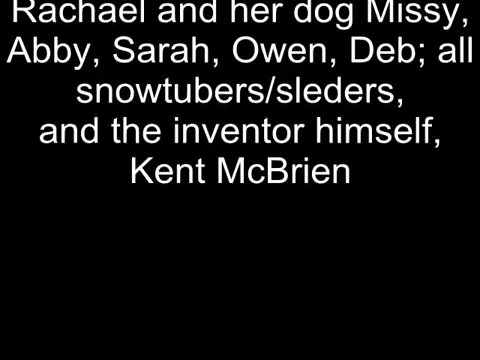 Rachael and her dog Missy,
Abby, Sarah, Owen, Deb; all
snowtubers/sleders,
and the inventor himself,
Kent McBrien